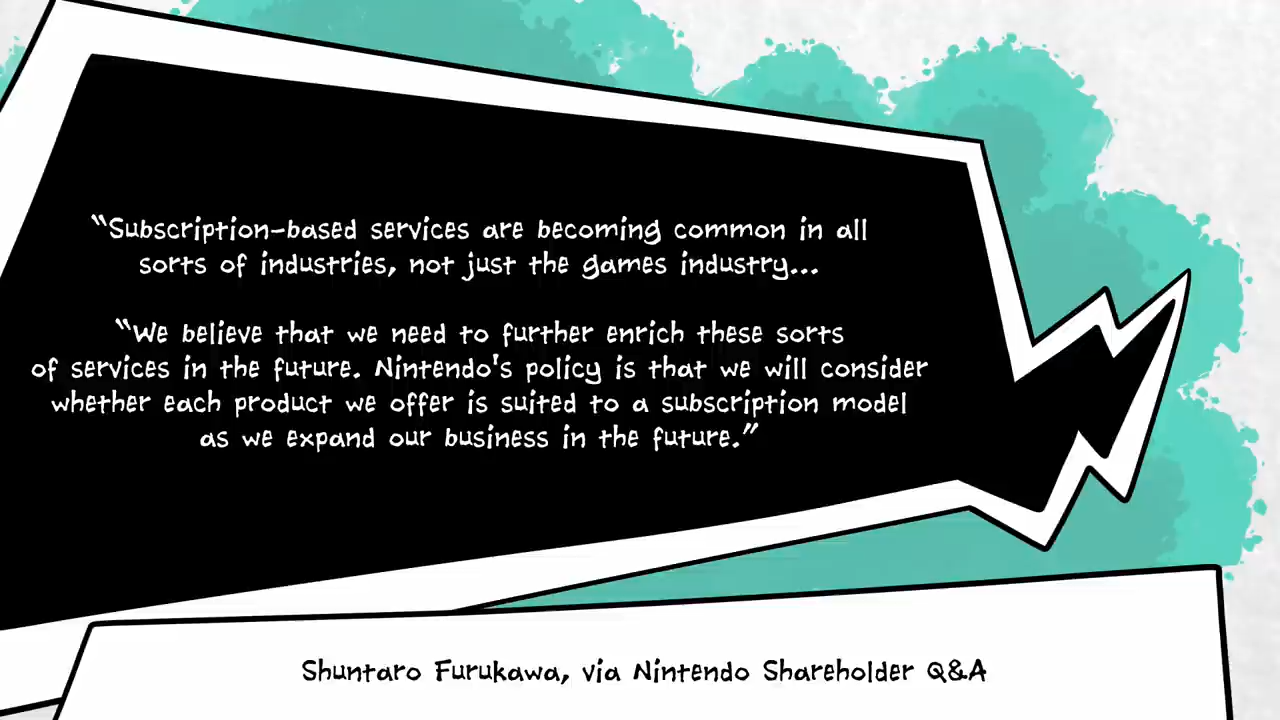 “Subscription-based services are becoming common in all
sorts of industries, not just the games industry...
“We believe that we need to further enrich these sorts
of services in the future. Nintendo's policy is that we will consider
whether each product we offer is suited to a subscription model
as we expand our business in the future.”
Shuntaro Furukawa, via Nintendo Shareholder Q&A